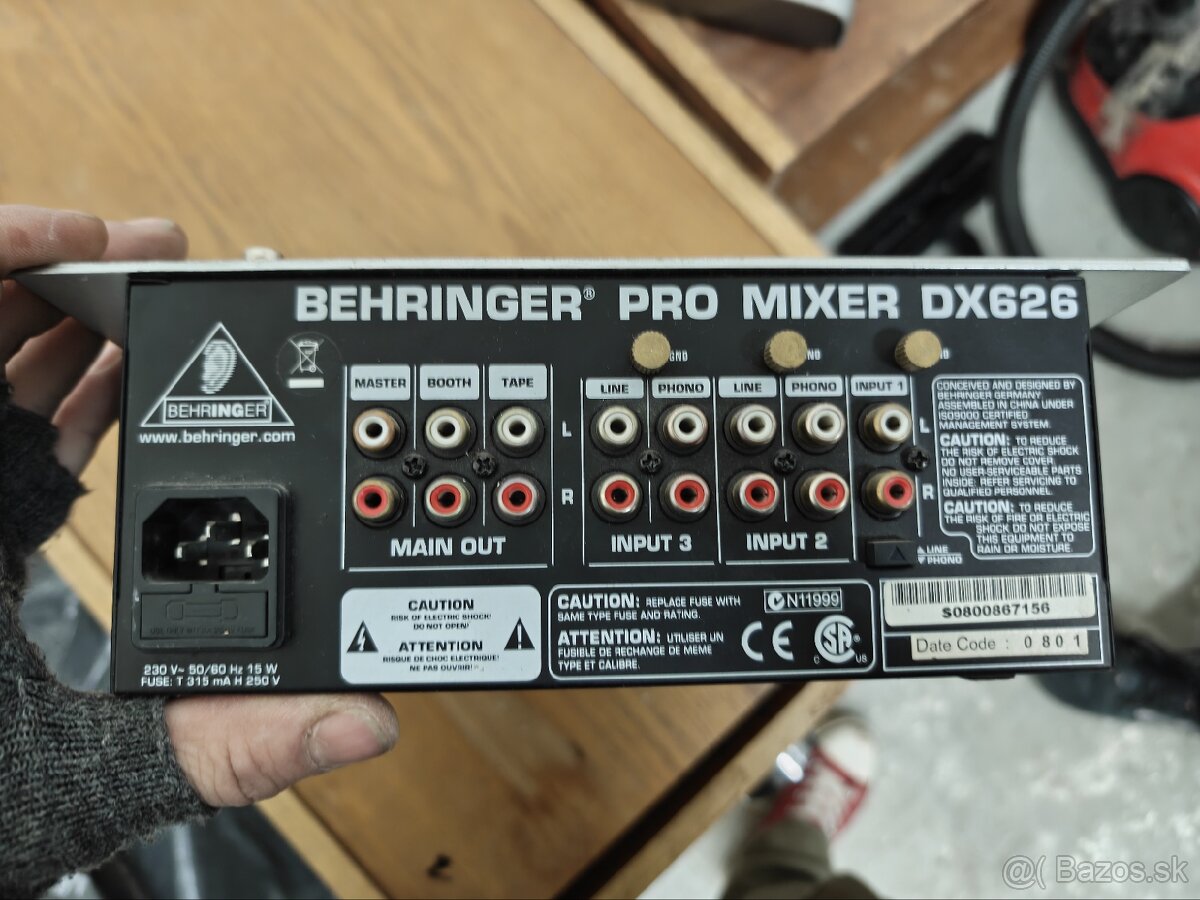 BEHRINGER® PRO MIXER DX626
GND
ND
ND
BEHRINGER
www.behringer.com
MASTER BOOTH TAPE
LINE PHONO LINE PHONO INPUT 1
L
R
L
R
MAIN OUT
INPUT 3
INPUT 2
LINE
PHONO
CONCEIVED AND DESIGNED BY
BEHRINGER GERMANY.
ASSEMBLED IN CHINA UNDER
ISO9000 CERTIFIED
MANAGEMENT SYSTEM.
CAUTION: TO REDUCE
THE RISK OF ELECTRIC SHOCK
DO NOT REMOVE COVER.
NO USER-SERVICEABLE PARTS
INSIDE: REFER SERVICING TO
QUALIFIED PERSONNEL.
CAUTION: TO REDUCE
THE RISK OF FIRE OR ELECTRIC
SHOCK DO NOT EXPOSE
THIS EQUIPMENT TO
RAIN OR MOISTURE.
230 V~ 50/60 Hz 15 W
FUSE: T 315 mA H 250 V
CAUTION
RISK OF ELECTRIC SHOCK!
DO NOT OPEN!
ATTENTION
RISQUE DE CHOC ELECTRIQUE!
NE PAS OUVRIR!
CAUTION: REPLACE FUSE WITH
SAME TYPE FUSE AND RATING.
ATTENTION: UTILISER UN
FUSIBLE DE RECHANGE DE MEME
TYPE ET CALIBRE.
N11999
CE
C US
S0800867156
Date Code : 0801
@( Bazos.sk